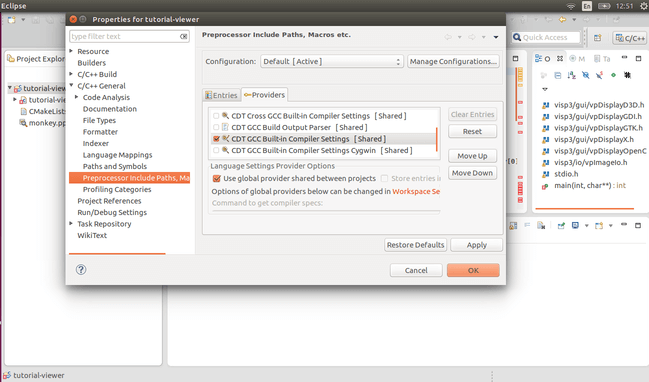 Eclipse
En
12:51
Properties for tutorial-viewer
type filter text
Preprocessor Include Paths, Macros etc.
Resource
Builders
C/C++ Build
C/C++ General
Code Analysis
Documentation
File Types
Formatter
Indexer
Language Mappings
Paths and Symbols
Preprocessor Include Paths, Ma
Profiling Categories
Project References
Run/Debug Settings
Task Repository
WikiText
Configuration:
Default [ Active ]
Manage Configurations...
Entries
Providers
CDT Cross GCC Built-in Compiler Settings [ Shared ]
CDT GCC Build Output Parser [ Shared ]
CDT GCC Built-in Compiler Settings [ Shared ]
CDT GCC Built-in Compiler Settings Cygwin [ Shared ]
Clear Entries
Reset
Move Up
Move Down
Language Settings Provider Options
Use global provider shared between projects
Store entries in
Options of global providers below can be changed in Workspace Se
Command to get compiler specs:
Restore Defaults
Apply
Cancel
OK
Project Explor
tutorial-view
tutorial-v
CMakeLists
monkey.pp
Quick Access
C/C++
O
M
Ta
visp3/gui/vpDisplayD3D.h
visp3/gui/vpDisplayGDI.h
visp3/gui/vpDisplayGTK.h
visp3/gui/vpDisplayX.h
visp3/gui/vpDisplayOpenC
visp3/io/vpImageIo.h
stdio.h
main(int, char**) : int
tutorial-viewer